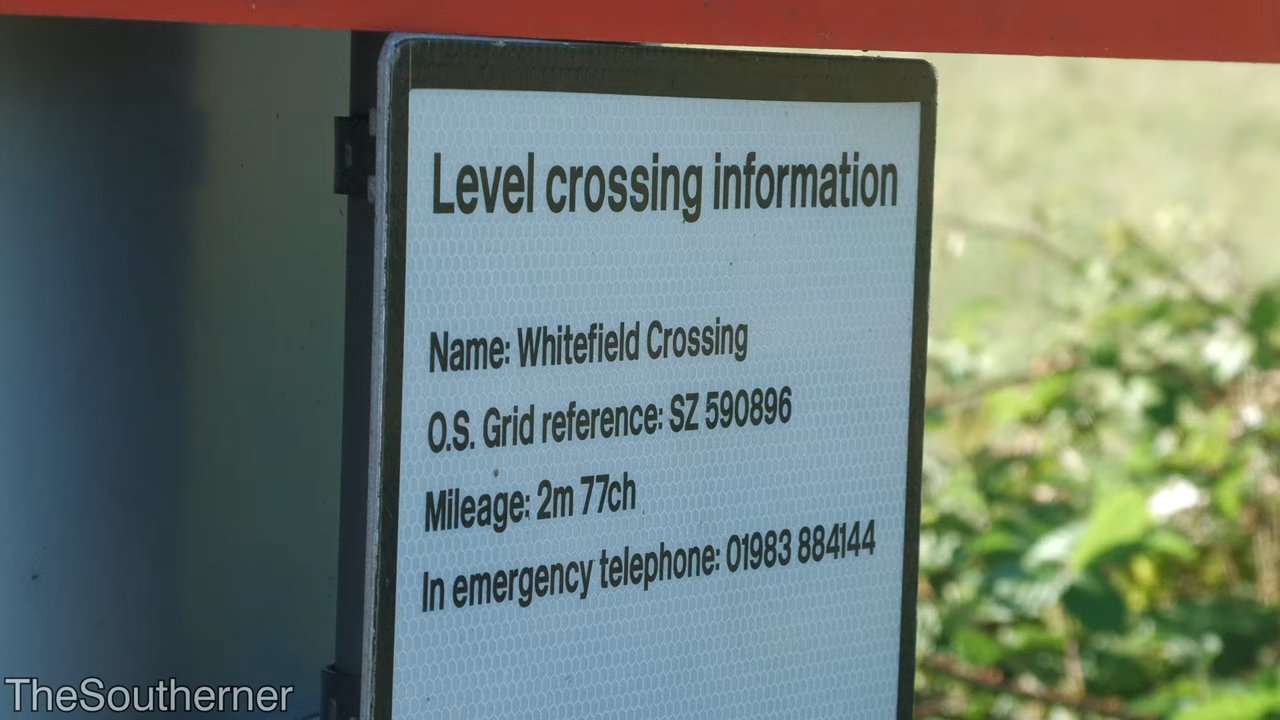 Level crossing information
Name: Whitefield Crossing
O.S. Grid reference: SZ 590896
Mileage: 2m 77ch
In emergency telephone: 01983 884144
TheSoutherner